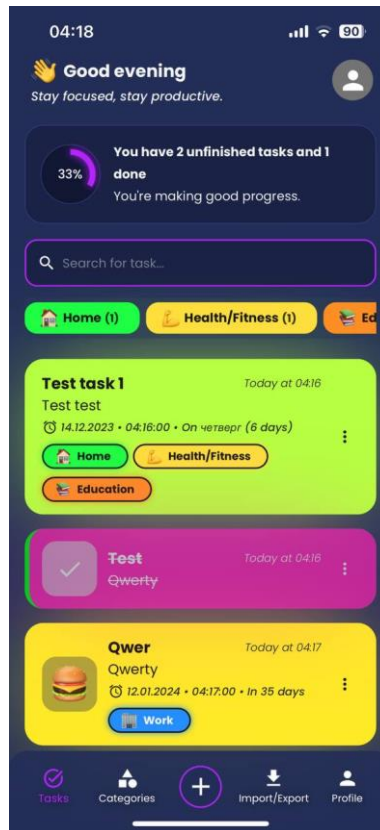 04:18
90
👋 Good evening
Stay focused, stay productive.
You have 2 unfinished tasks and 1
done
33%
You're making good progress.
Search for task...
Home (1)
Health/Fitness (1)
Ed
Test task 1
Today at 04:16
Test test
14.12.2023 • 04:16:00 • On четверг (6 days)
Home
Health/Fitness
Education
Test
Today at 04:16
Qwerty
Qwer
Today at 04:17
Qwerty
12.01.2024 • 04:17:00 • In 35 days
Work
Tasks
Categories
Import/Export
Profile